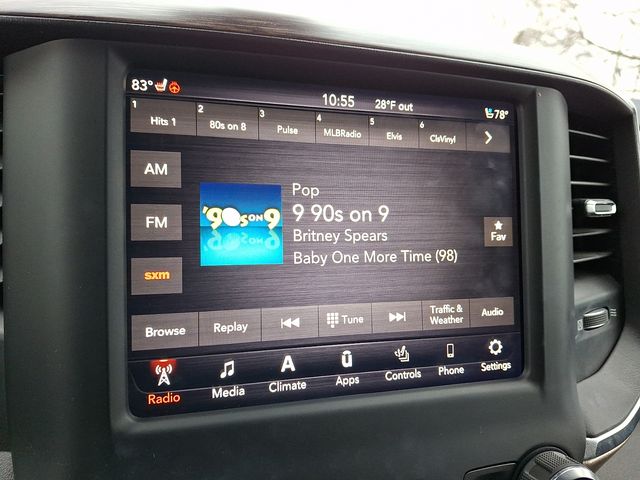 83°
10:55 28°F out
78°
1 Hits 1
2 80s on 8
3 Pulse
4 MLBRadio
5 Elvis
6 ClsVinyl
AM
FM
sxm
'90s ON 9
Pop
9 90s on 9
Britney Spears
Baby One More Time (98)
Fav
Browse
Replay
Tune
Traffic &
Weather
Audio
Radio
Media
A
Climate
ū
Apps
Controls
Phone
Settings